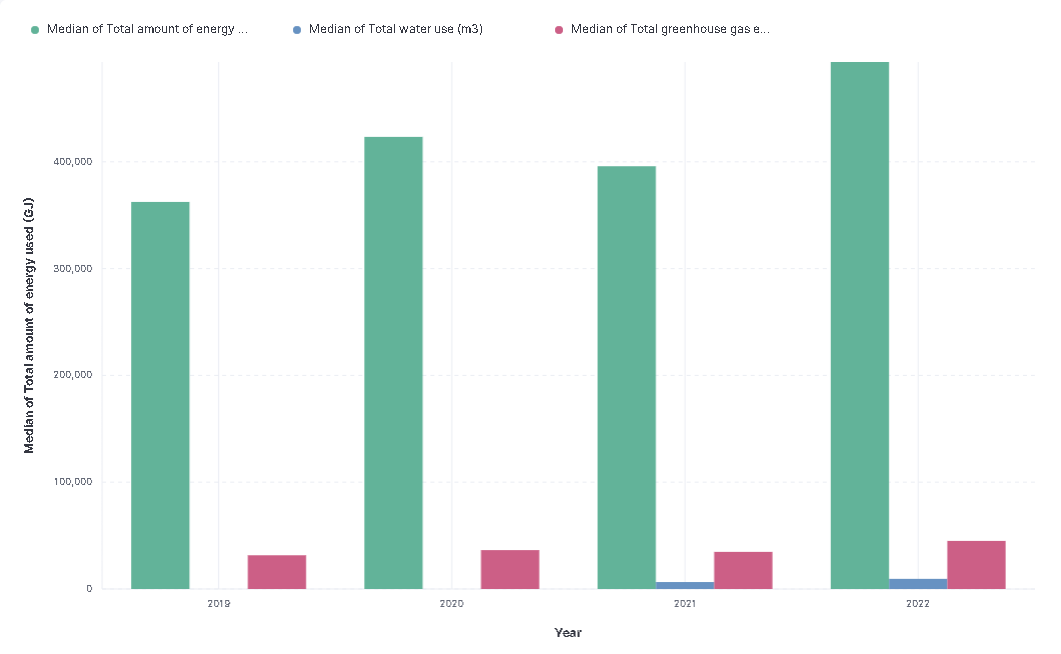 Median of Total amount of energy ...
Median of Total water use (m3)
Median of Total greenhouse gas e...
Median of Total amount of energy used (GJ)
400,000
300,000
200,000
100,000
0
2019
2020
2021
2022
Year